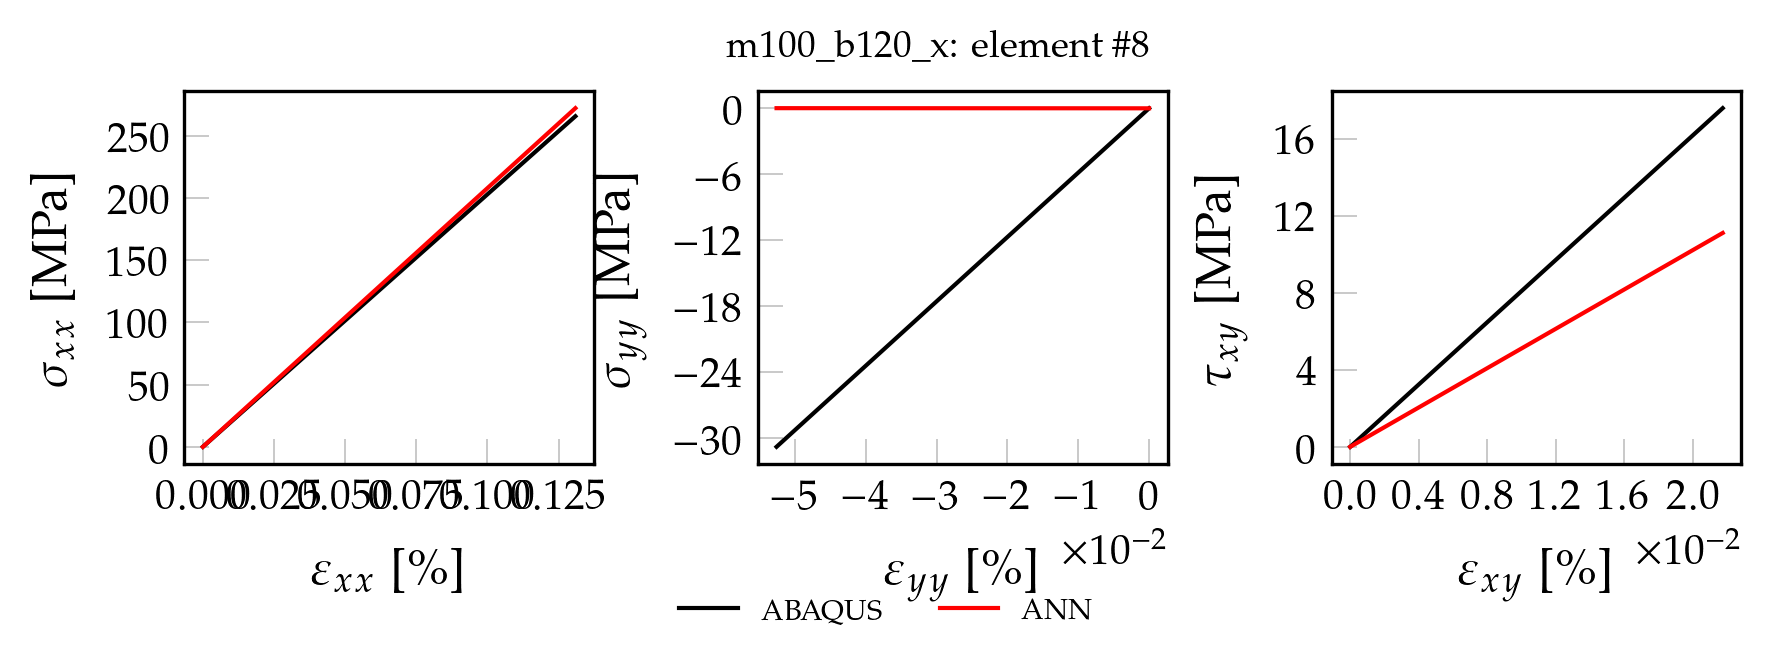 m100_b120_x: element #8
σxx [MPa]
250
200
150
100
50
0
0.000 0.025 0.050 0.075 0.100 0.125
εxx [%]
σyy [MPa]
0
−6
−12
−18
−24
−30
−5 −4 −3 −2 −1 0
×10−2
εyy [%]
τxy [MPa]
16
12
8
4
0
0.0 0.4 0.8 1.2 1.6 2.0
×10−2
εxy [%]
ABAQUS ANN